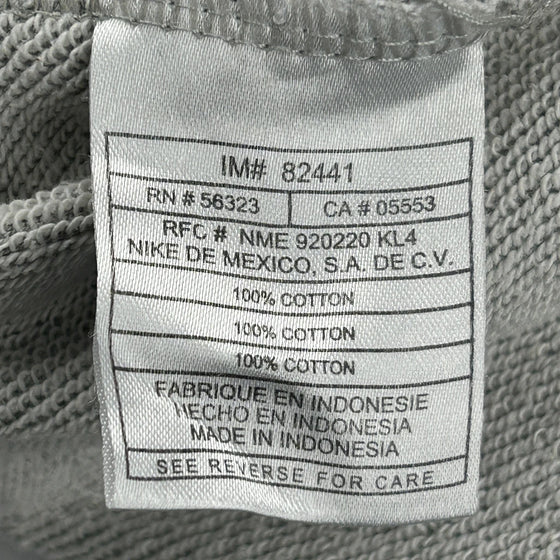 IM# 82441
RN # 56323 CA # 05553
RFC # NME 920220 KL4
NIKE DE MEXICO, S.A. DE C.V.
100% COTTON
100% COTTON
100% COTTON
FABRIQUE EN INDONESIE
HECHO EN INDONESIA
MADE IN INDONESIA
SEE REVERSE FOR CARE